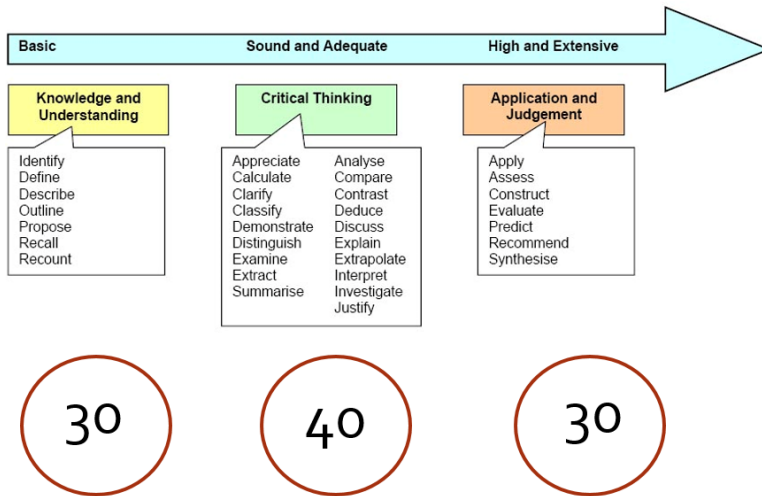 Basic
Sound and Adequate
High and Extensive
Knowledge and
Understanding
Identify
Define
Describe
Outline
Propose
Recall
Recount
Critical Thinking
Appreciate
Calculate
Clarify
Classify
Demonstrate
Distinguish
Examine
Extract
Summarise
Analyse
Compare
Contrast
Deduce
Discuss
Explain
Extrapolate
Interpret
Investigate
Justify
Application and
Judgement
Apply
Assess
Construct
Evaluate
Predict
Recommend
Synthesise
30
40
30